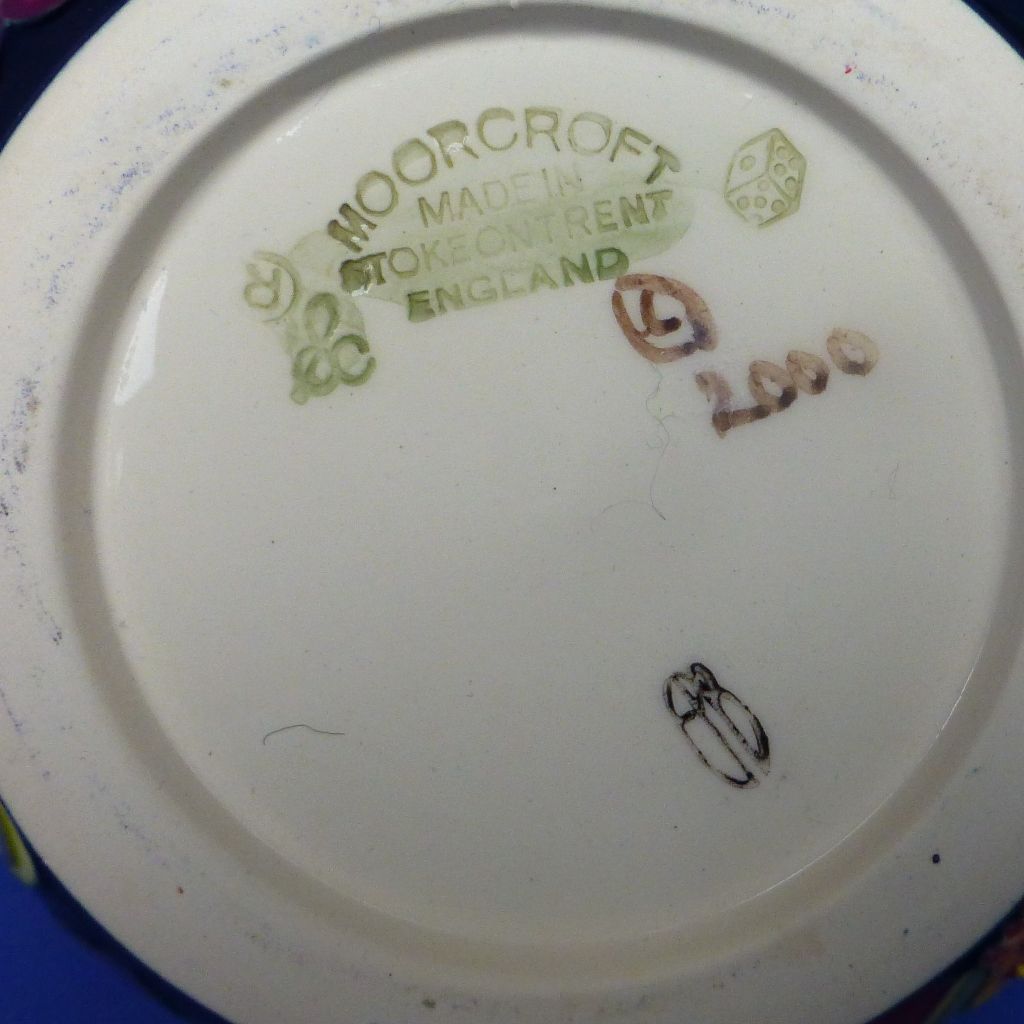 MOORCROFT
MADE IN
STOKE ON TRENT
ENGLAND
2000